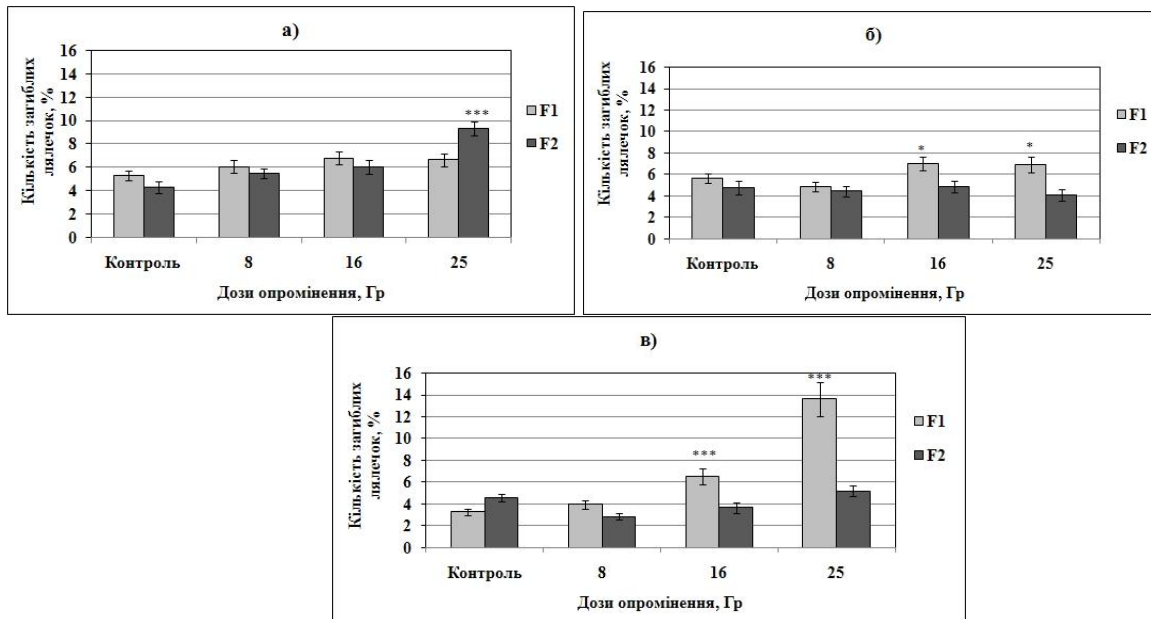 а)
Кількість загиблих
лялечок, %
16
14
12
10
8
6
4
2
0
***
F1
F2
Контроль 8 16 25
Дози опромінення, Гр
б)
Кількість загиблих
лялечок, %
16
14
12
10
8
6
4
2
0
* *
F1
F2
Контроль 8 16 25
Дози опромінення, Гр
в)
Кількість загиблих
лялечок, %
16
14
12
10
8
6
4
2
0
***
***
F1
F2
Контроль 8 16 25
Дози опромінення, Гр